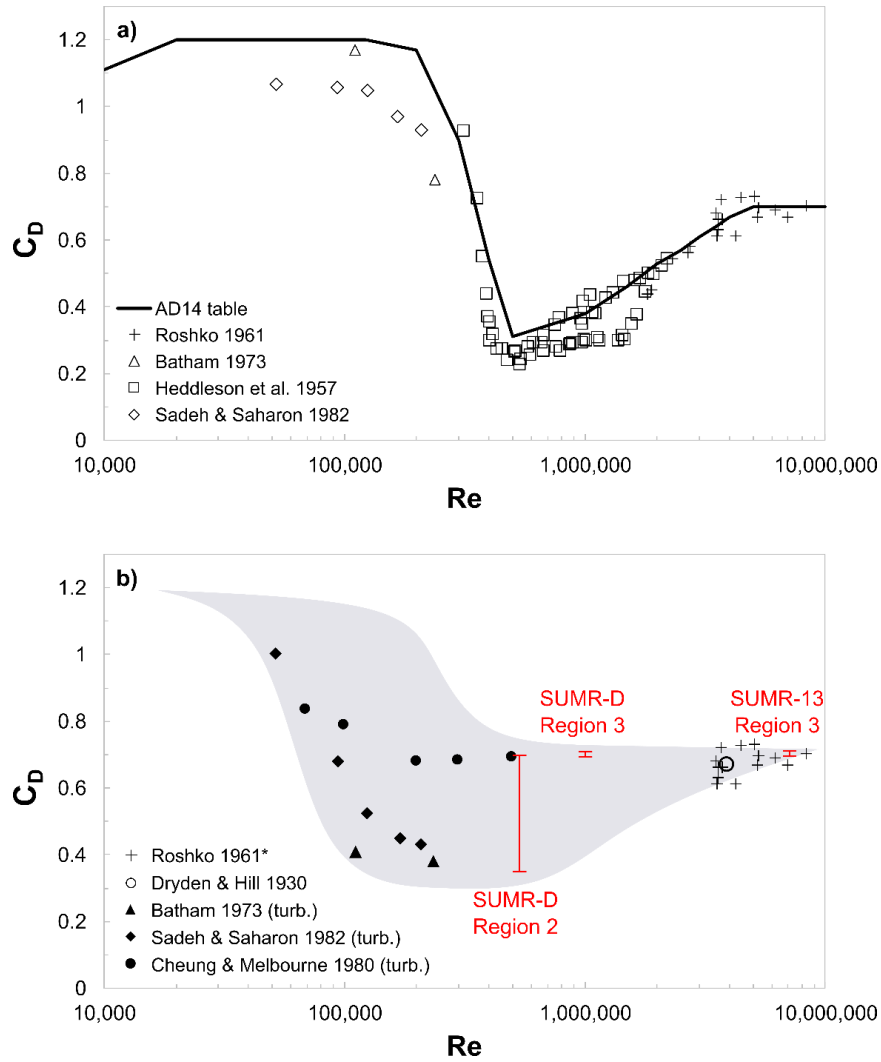 a)
1.2
1
0.8
0.6
0.4
0.2
0
C_D
AD14 table
Roshko 1961
Batham 1973
Heddleson et al. 1957
Sadeh & Saharon 1982
10,000
100,000
1,000,000
10,000,000
Re
b)
1.2
1
0.8
0.6
0.4
0.2
0
C_D
SUMR-D
Region 3
SUMR-13
Region 3
SUMR-D
Region 2
Roshko 1961*
Dryden & Hill 1930
Batham 1973 (turb.)
Sadeh & Saharon 1982 (turb.)
Cheung & Melbourne 1980 (turb.)
10,000
100,000
1,000,000
10,000,000
Re